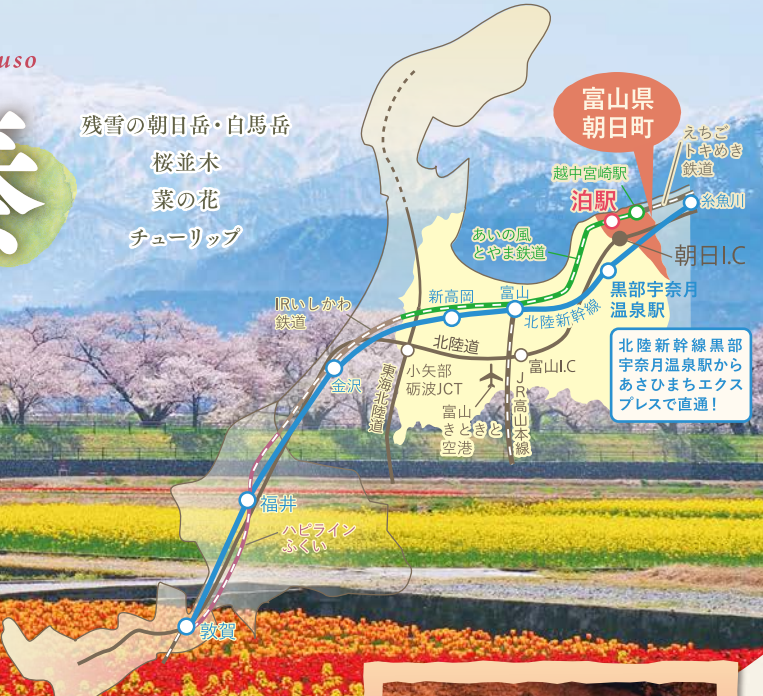 uso
春
残雪の朝日岳・白馬岳
桜並木
菜の花
チューリップ
富山県
朝日町
えちご
トキめき
鉄道
越中宮崎駅
泊駅
糸魚川
あいの風
とやま鉄道
朝日I.C
黒部宇奈月
温泉駅
新高岡
富山
北陸新幹線
IRいしかわ
鉄道
北陸道
北陸新幹線黒部
宇奈月温泉駅から
あさひまちエクス
プレスで直通！
富山I.C
小矢部
砺波JCT
金沢
東海北陸道
富山
きときと
空港
JR高山本線
福井
ハピライン
ふくい
敦賀